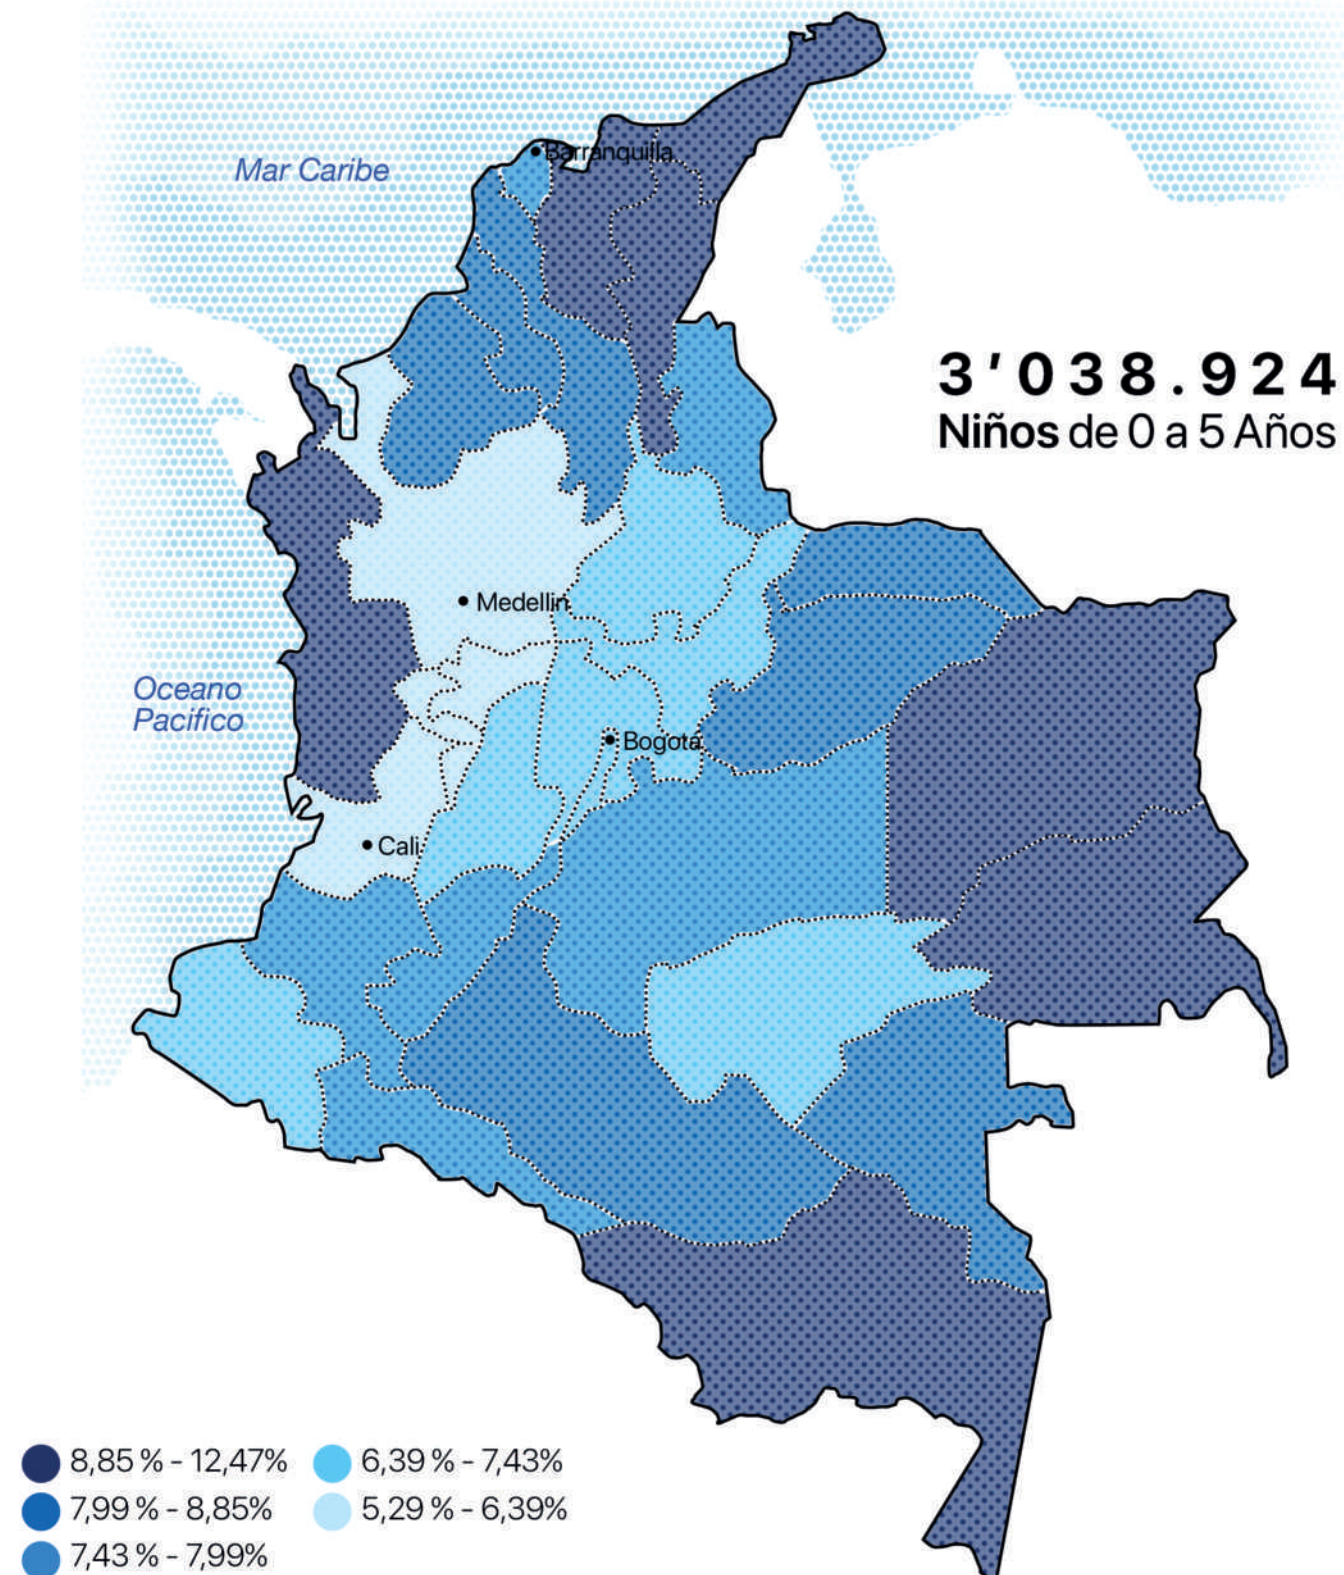 Barranquilla
Mar Caribe
3'038.924
Niños de 0 a 5 Años
Medellin
Oceano
Pacifico
Bogotá
Cali
8,85 % - 12,47%
7,99 % - 8,85%
7,43 % - 7,99%
6,39 % - 7,43%
5,29 % - 6,39%